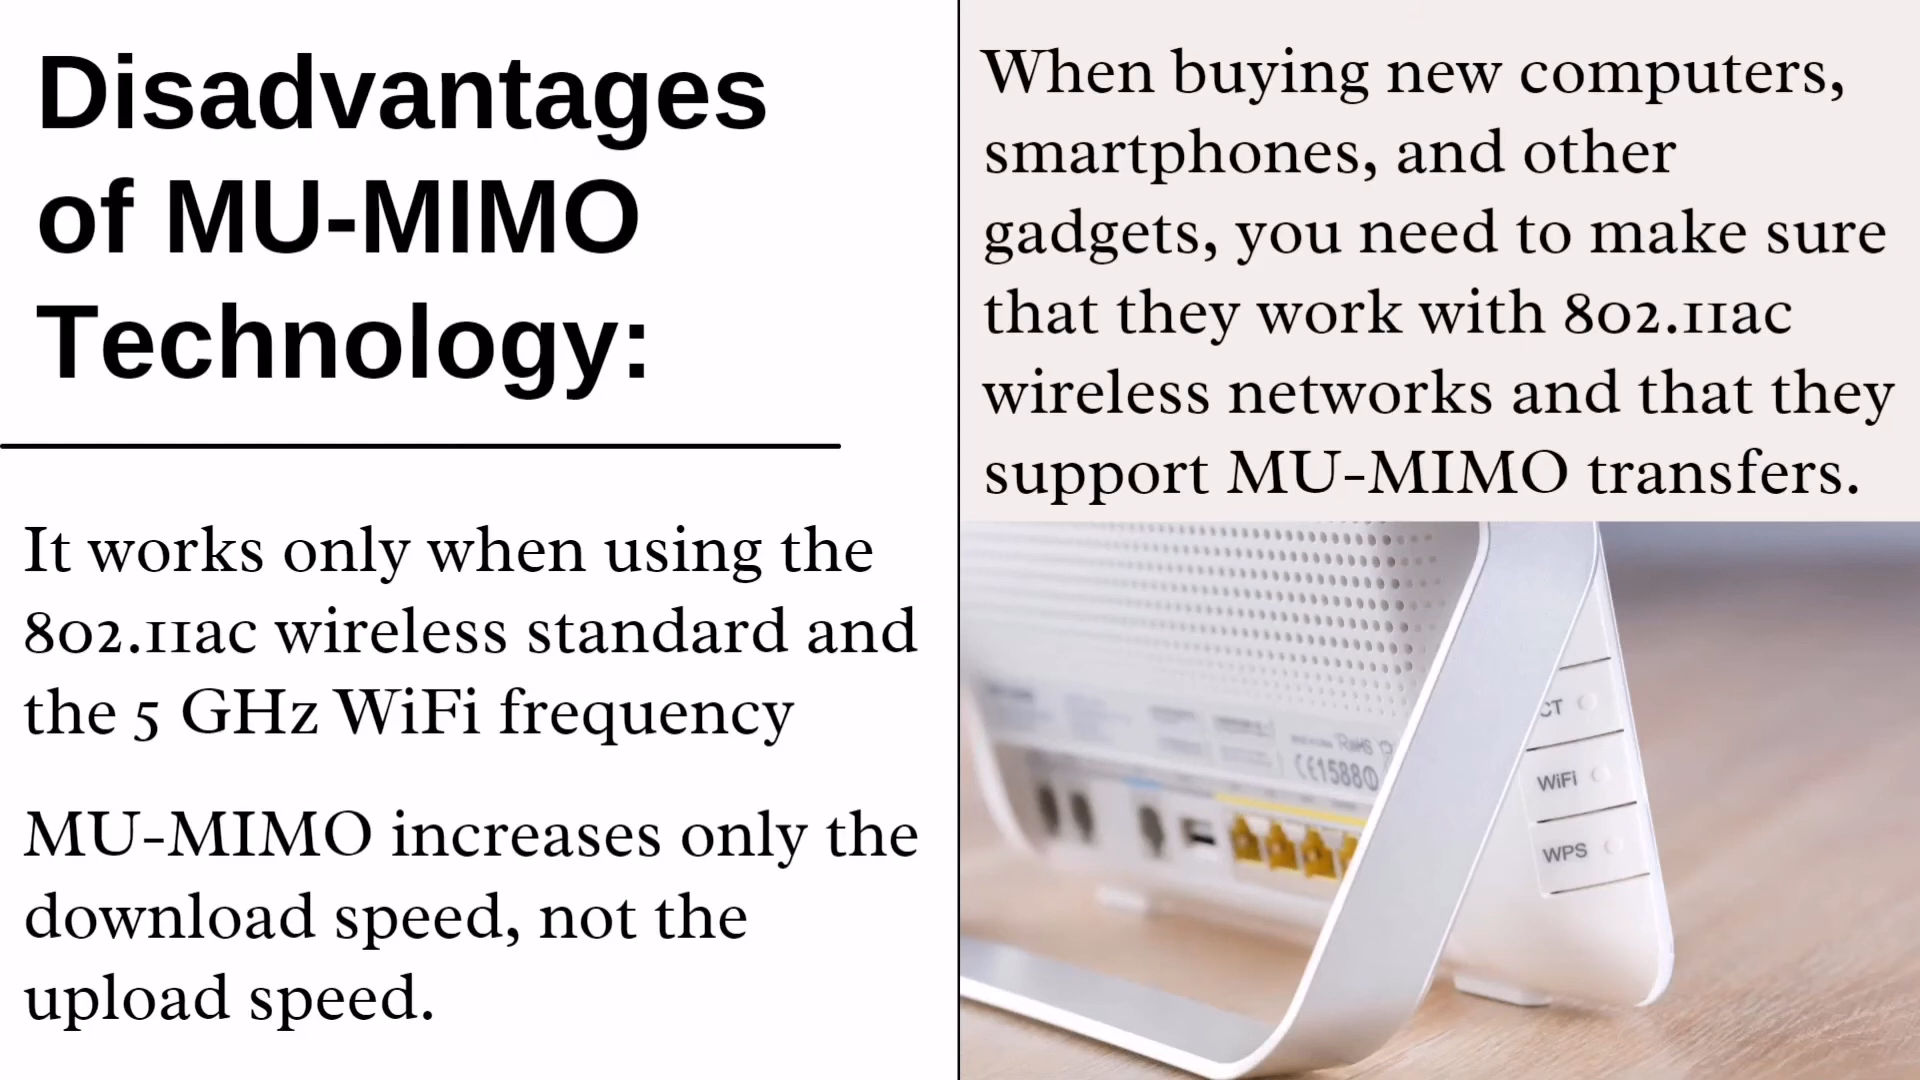 Disadvantages
of MU-MIMO
Technology:
It works only when using the
802.11ac wireless standard and
the 5 GHz WiFi frequency
MU-MIMO increases only the
download speed, not the
upload speed.
When buying new computers,
smartphones, and other
gadgets, you need to make sure
that they work with 802.11ac
wireless networks and that they
support MU-MIMO transfers.
RoHS
CE1588
CT
WiFi
WPS